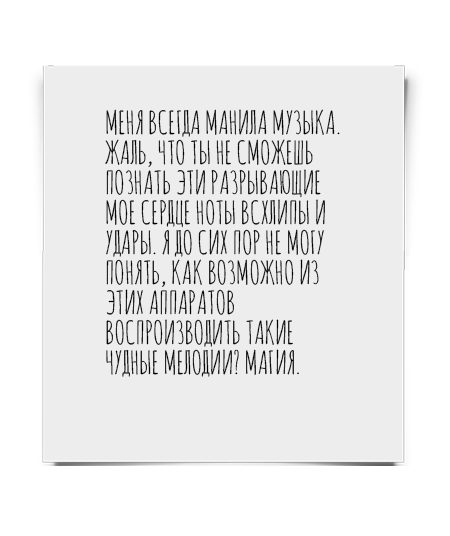 МЕНЯ ВСЕГДА МАНИЛА МУЗЫКА.
ЖАЛЬ, ЧТО ТЫ НЕ СМОЖЕШЬ
ПОЗНАТЬ ЭТИ РАЗРЫВАЮЩИЕ
МОЕ СЕРДЦЕ НОТЫ ВСХЛИПЫ И
УДАРЫ. Я ДО СИХ ПОР НЕ МОГУ
ПОНЯТЬ, КАК ВОЗМОЖНО ИЗ
ЭТИХ АППАРАТОВ
ВОСПРОИЗВОДИТЬ ТАКИЕ
ЧУДНЫЕ МЕЛОДИИ? МАГИЯ.